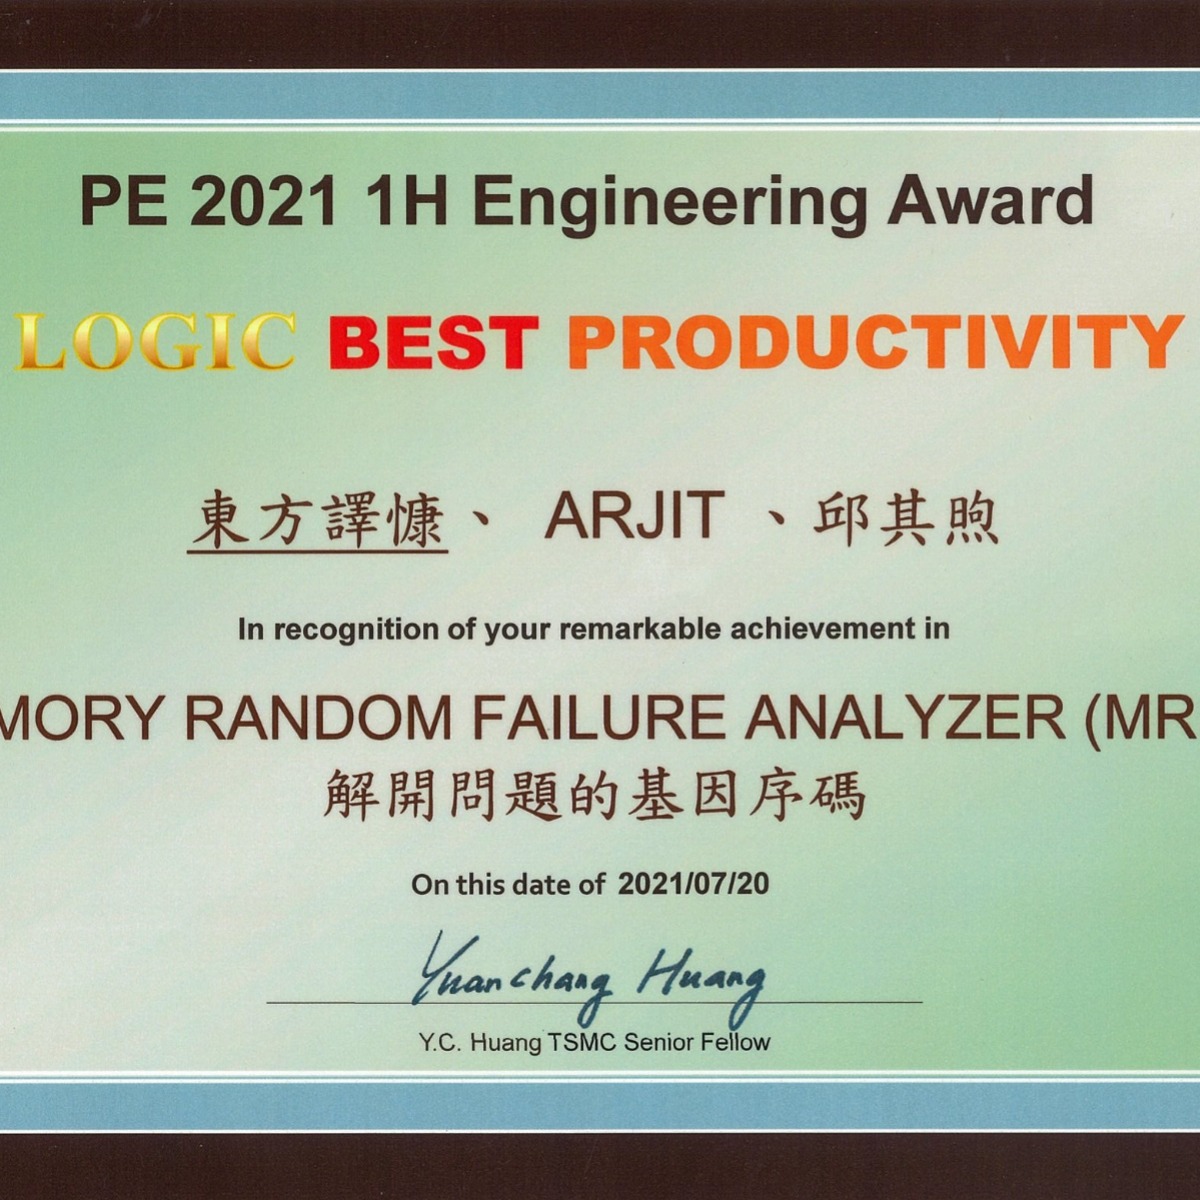 PE 2021 1H Engineering Award
LOGIC BEST PRODUCTIVITY
東方譯慷、 ARJIT 、邱其煦
In recognition of your remarkable achievement in
MORY RANDOM FAILURE ANALYZER (MR
解開問題的基因序碼
On this date of 2021/07/20
Yuanchang Huang
Y.C. Huang TSMC Senior Fellow